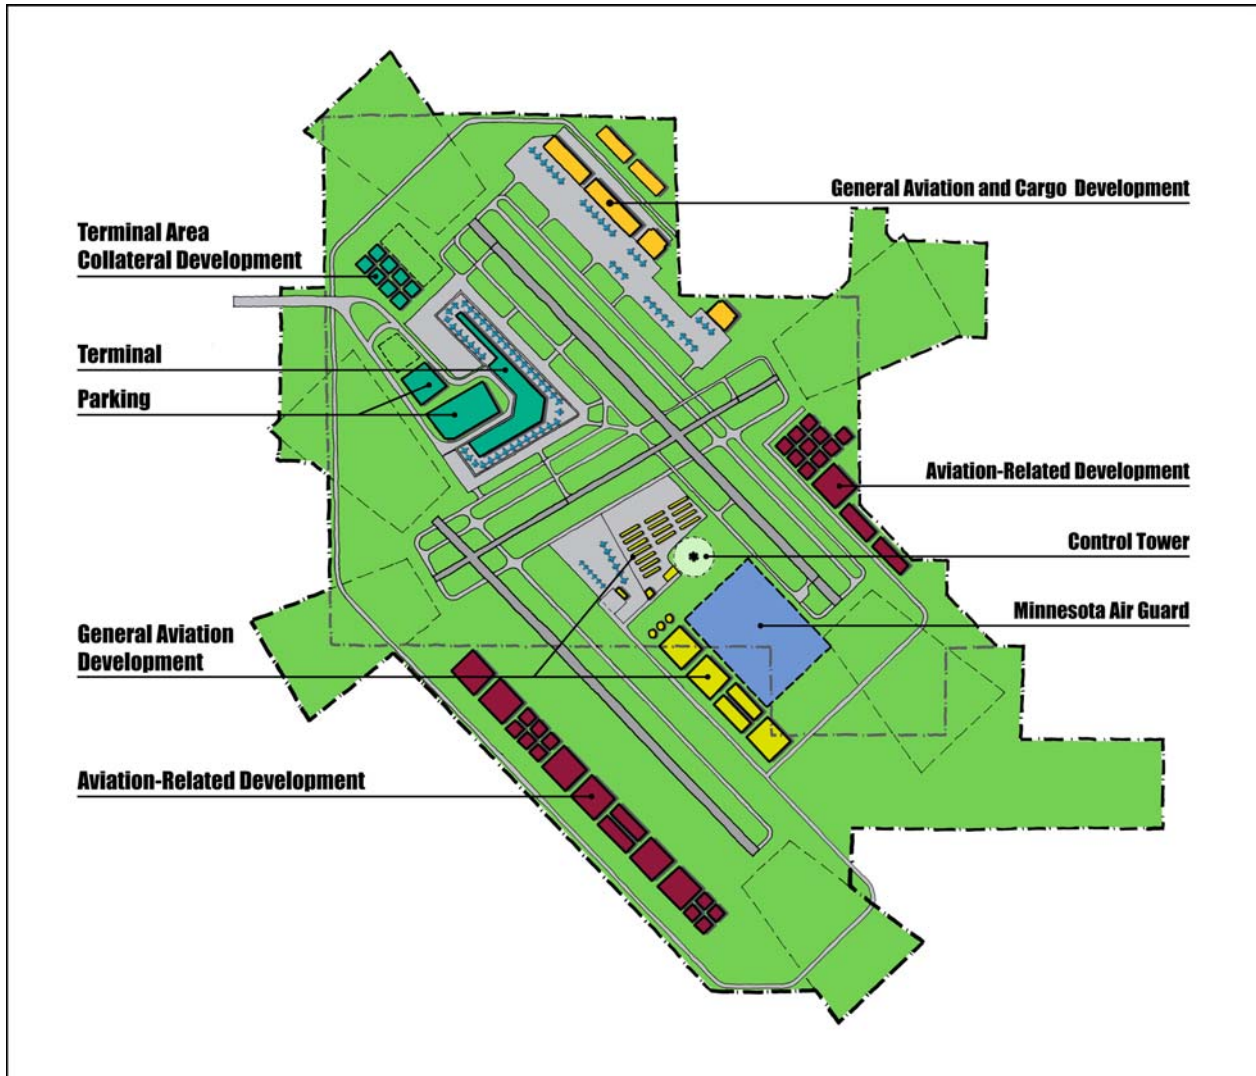 General Aviation and Cargo Development
Terminal Area
Collateral Development
Terminal
Parking
Aviation-Related Development
Control Tower
Minnesota Air Guard
General Aviation
Development
Aviation-Related Development